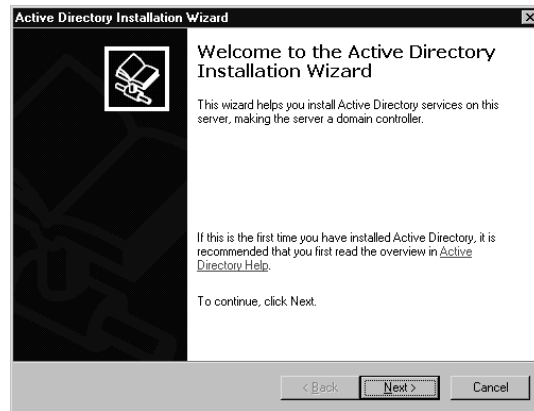 Active Directory Installation Wizard
Welcome to the Active Directory
Installation Wizard
This wizard helps you install Active Directory services on this
server, making the server a domain controller.
If this is the first time you have installed Active Directory, it is
recommended that you first read the overview in Active
Directory Help.
To continue, click Next.
< Back Next > Cancel